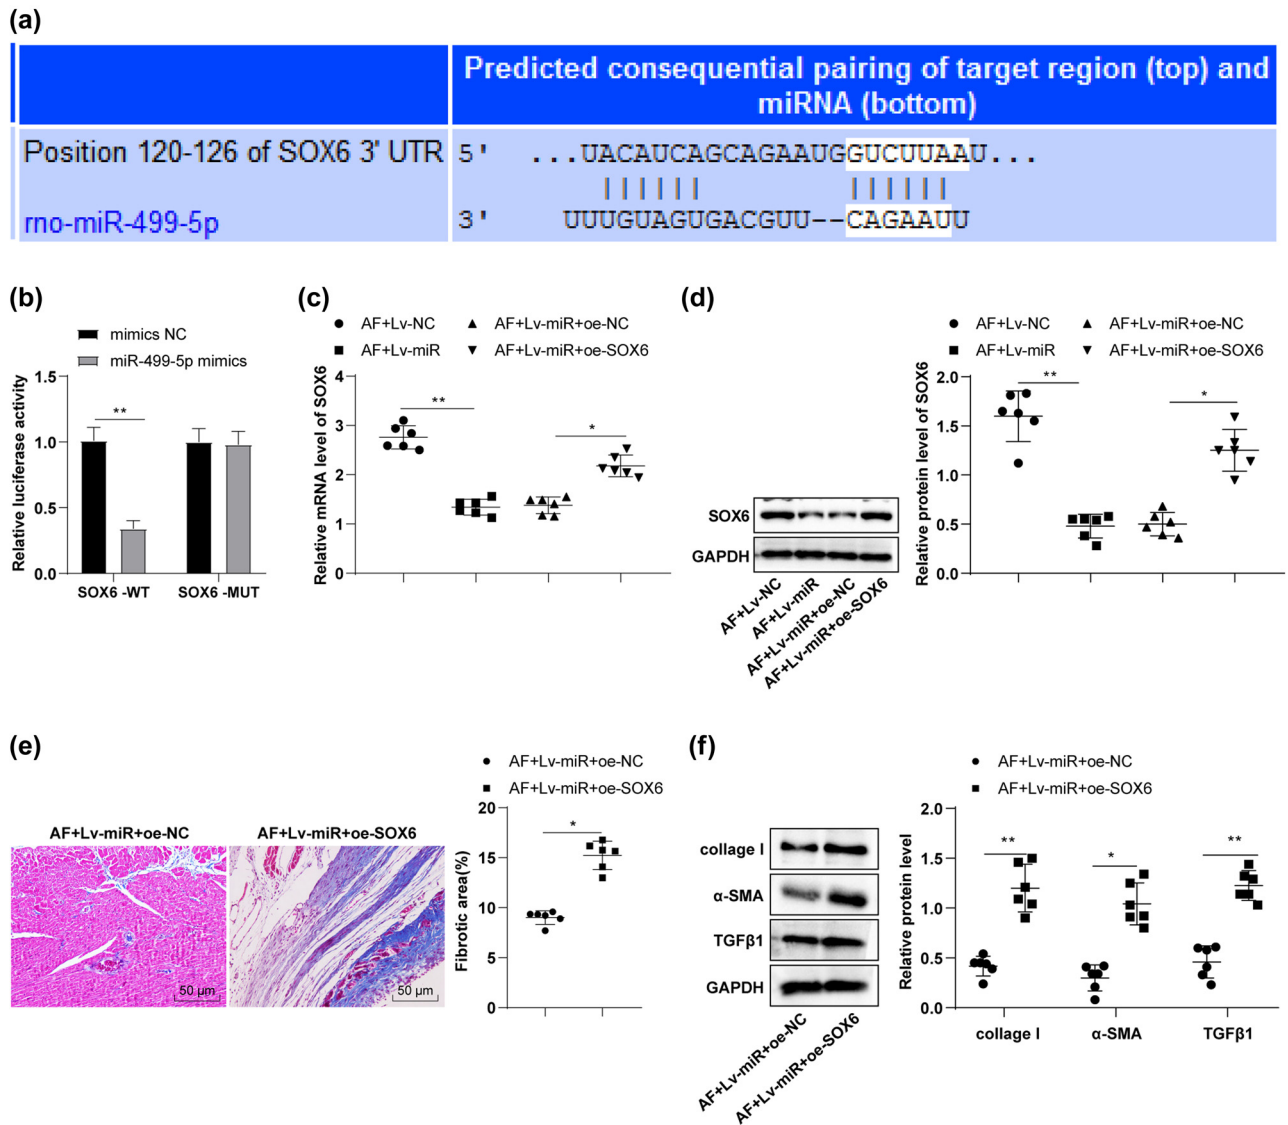 (a)
Predicted consequential pairing of target region (top) and
miRNA (bottom)
Position 120-126 of SOX6 3' UTR 5' ...UACAUCAGCAGAAUGGUCUUAAU...
rno-miR-499-5p 3' UUUGUAGUGACGUU--CAGAAUU
(b)
mimics NC
miR-499-5p mimics
Relative luciferase activity
1.5
1.0
0.5
0.0
**
SOX6 -WT
SOX6 -MUT
(c)
AF+Lv-NC
AF+Lv-miR
AF+Lv-miR+oe-NC
AF+Lv-miR+oe-SOX6
Relative mRNA level of SOX6
4
3
2
1
0
**
*
(d)
SOX6
GAPDH
AF+Lv-NC
AF+Lv-miR
AF+Lv-miR+oe-NC
AF+Lv-miR+oe-SOX6
AF+Lv-NC
AF+Lv-miR
AF+Lv-miR+oe-NC
AF+Lv-miR+oe-SOX6
Relative protein level of SOX6
2.0
1.5
1.0
0.5
0.0
**
*
(e)
AF+Lv-miR+oe-NC
AF+Lv-miR+oe-SOX6
50 μm
50 μm
AF+Lv-miR+oe-NC
AF+Lv-miR+oe-SOX6
Fibrotic area(%)
20
15
10
5
0
*
(f)
collage I
α-SMA
TGFβ1
GAPDH
AF+Lv-miR+oe-NC
AF+Lv-miR+oe-SOX6
AF+Lv-miR+oe-NC
AF+Lv-miR+oe-SOX6
Relative protein level
2.0
1.5
1.0
0.5
0.0
**
*
**
collage I
α-SMA
TGFβ1